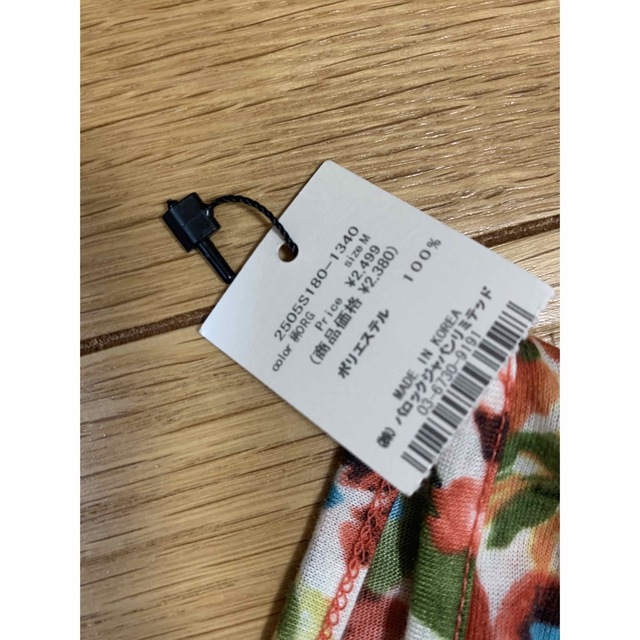 2505S180-1340
color 柄ORG size M
Price ¥2,499
(商品価格 ¥2,380)
ポリエステル 100%
MADE IN KOREA
㈱バロックジャパンリミテッド
03-6730-9191